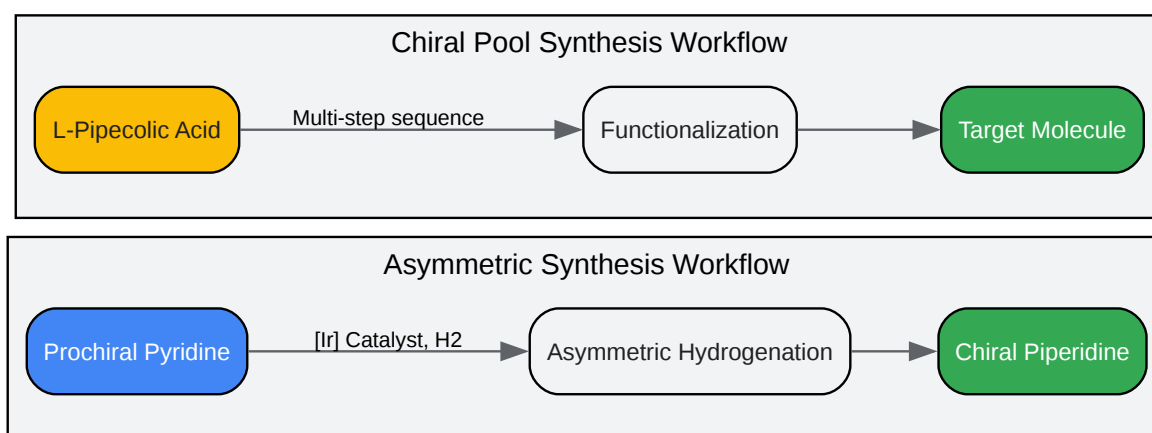 Chiral Pool Synthesis Workflow
L-Pipecolic Acid
Multi-step sequence
Functionalization
Target Molecule
Asymmetric Synthesis Workflow
Prochiral Pyridine
[Ir] Catalyst, H2
Asymmetric Hydrogenation
Chiral Piperidine